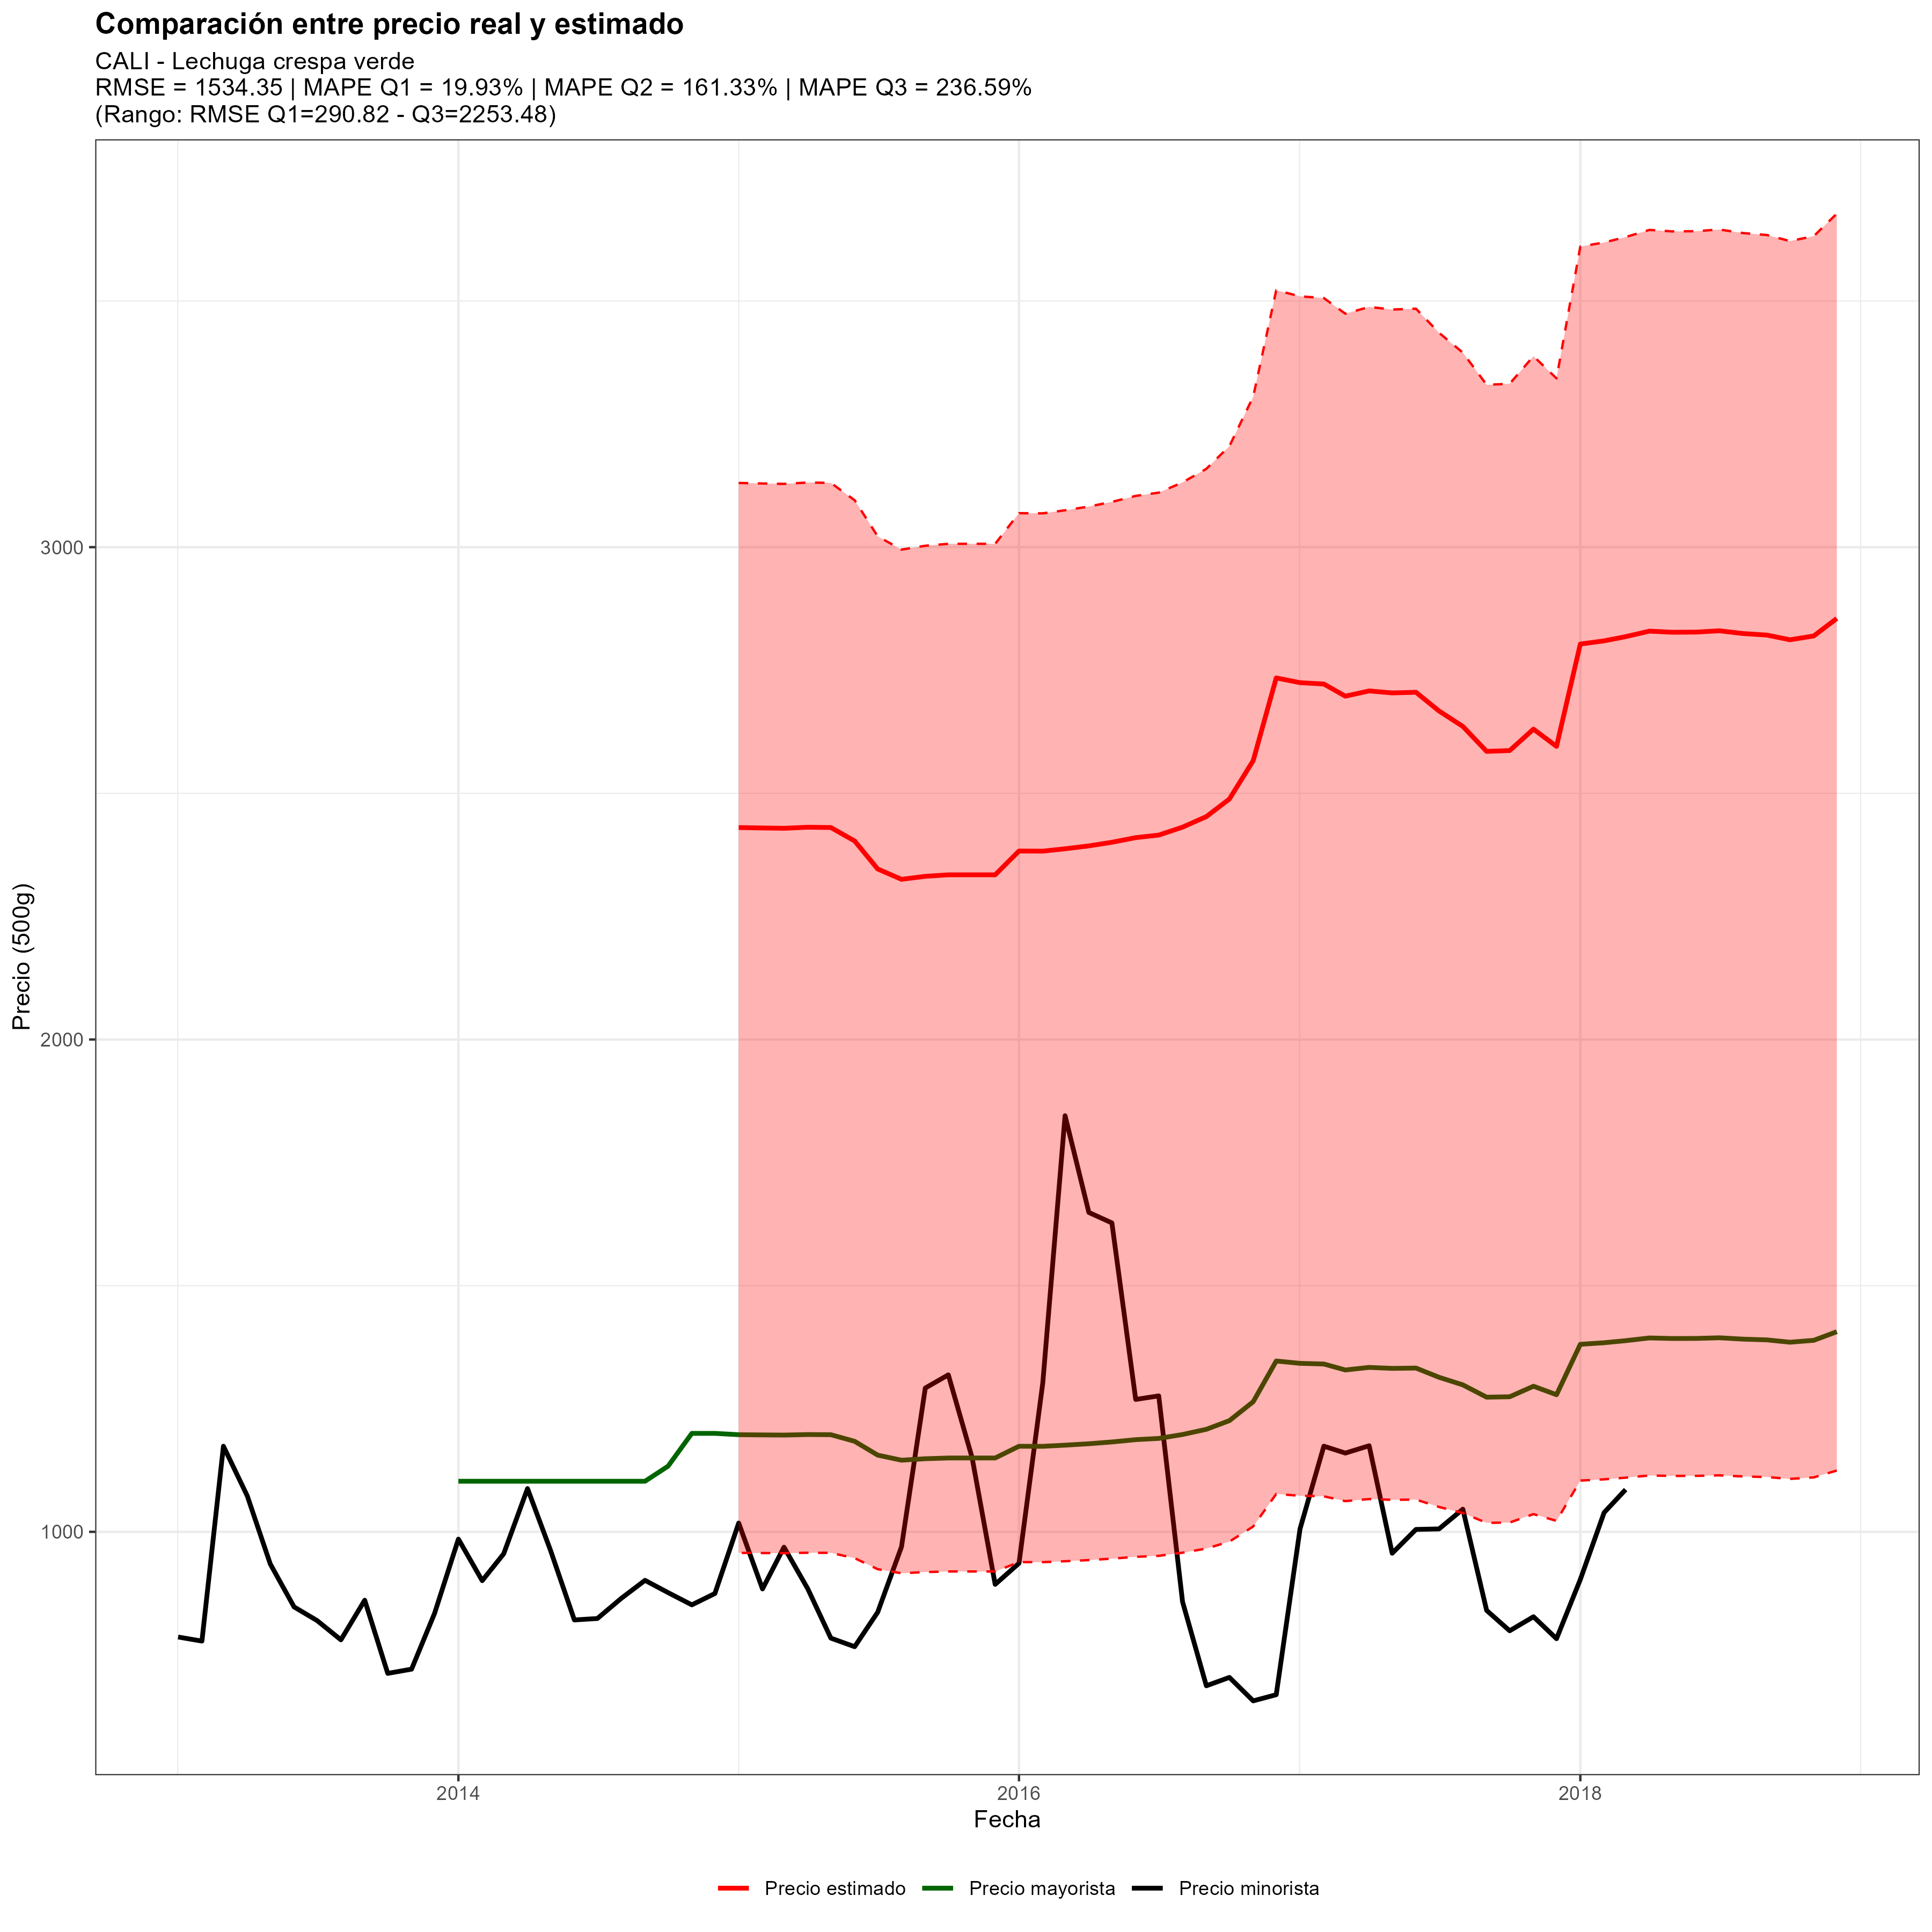 Comparación entre precio real y estimado
CALI - Lechuga crespa verde
RMSE = 1534.35 | MAPE Q1 = 19.93% | MAPE Q2 = 161.33% | MAPE Q3 = 236.59%
(Rango: RMSE Q1=290.82 - Q3=2253.48)
Precio (500g)
3000
2000
1000
2014
2016
2018
Fecha
Precio estimado
Precio mayorista
Precio minorista